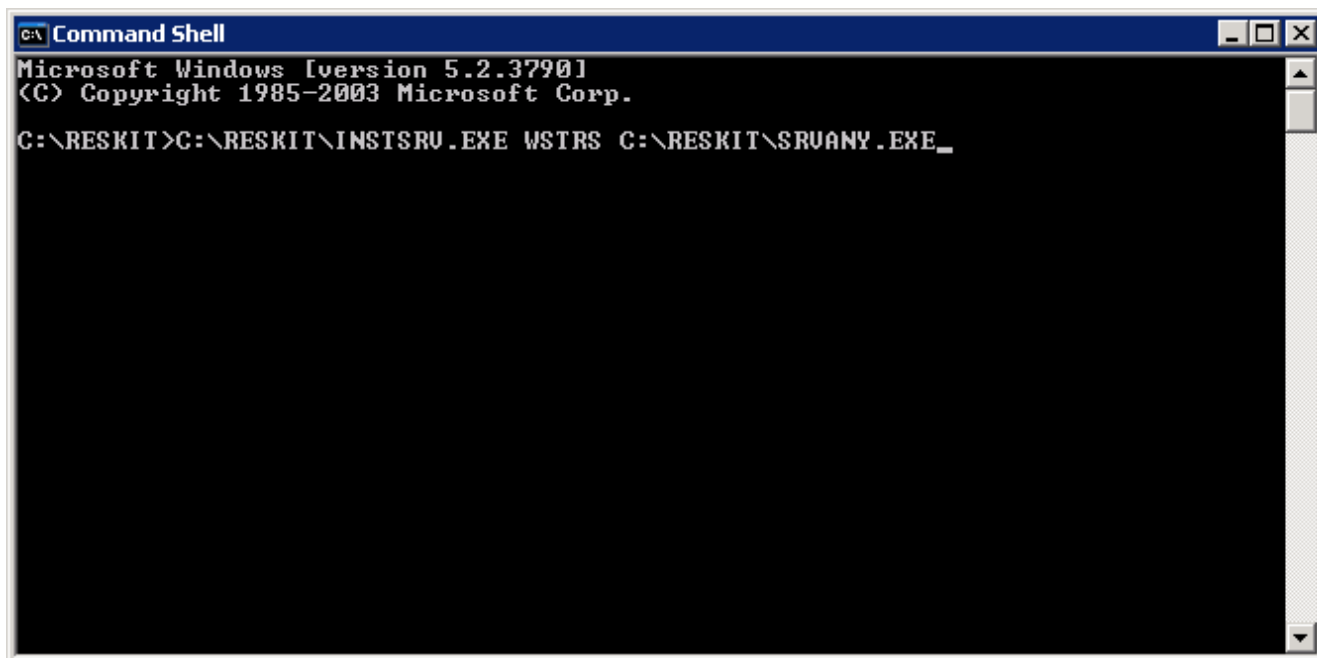 Command Shell
Microsoft Windows [version 5.2.3790]
(C) Copyright 1985-2003 Microsoft Corp.
C:\RESKIT>C:\RESKIT\INSTSRV.EXE WSTRS C:\RESKIT\SRVANY.EXE_